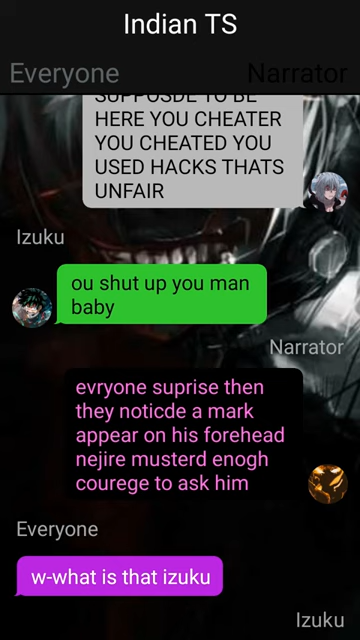 Indian TS
Everyone
Narrator
SUPPOSDE TO BE
HERE YOU CHEATER
YOU CHEATED YOU
USED HACKS THATS
UNFAIR
Izuku
ou shut up you man
baby
Narrator
evryone suprise then
they noticde a mark
appear on his forehead
nejire musterd enogh
courege to ask him
Everyone
w-what is that izuku
Izuku